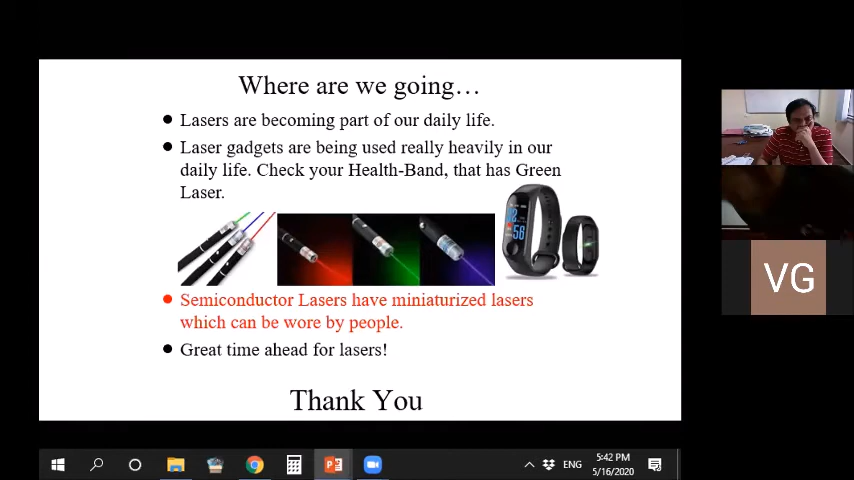 Where are we going…
Lasers are becoming part of our daily life.
Laser gadgets are being used really heavily in our
daily life. Check your Health-Band, that has Green
Laser.
56
Semiconductor Lasers have miniaturized lasers
which can be wore by people.
Great time ahead for lasers!
Thank You
VG
ENG
5:42 PM
5/16/2020